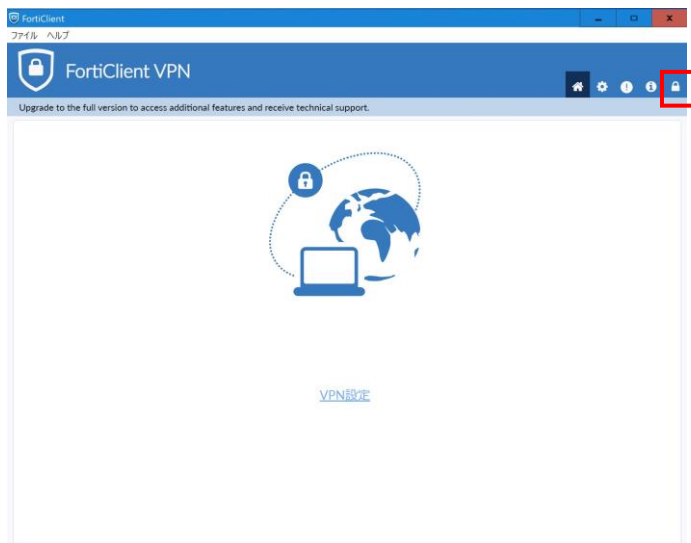 FortiClient
ファイル ヘルプ
FortiClient VPN
Upgrade to the full version to access additional features and receive technical support.
VPN設定